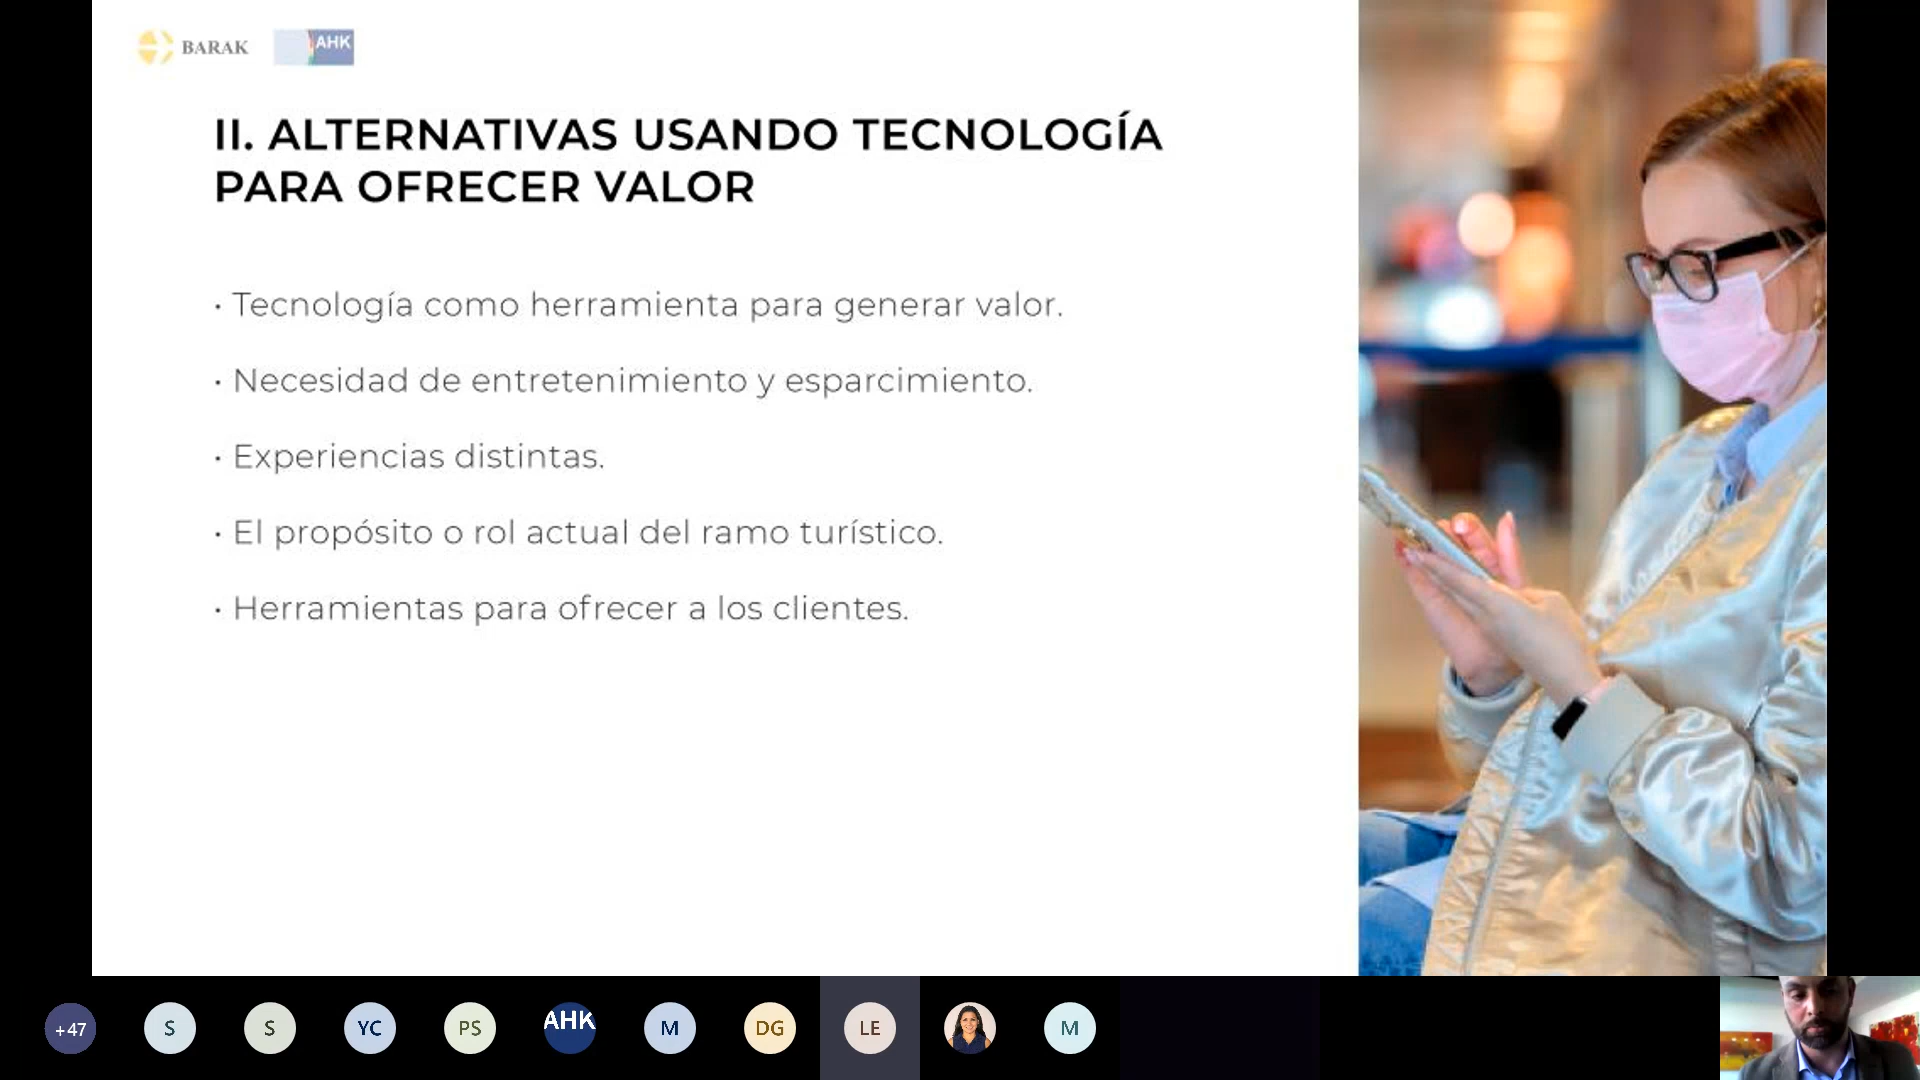 BARAK
AHK
II. ALTERNATIVAS USANDO TECNOLOGÍA
PARA OFRECER VALOR
· Tecnología como herramienta para generar valor.
· Necesidad de entretenimiento y esparcimiento.
· Experiencias distintas.
· El propósito o rol actual del ramo turístico.
· Herramientas para ofrecer a los clientes.
+47
S
S
YC
PS
AHK
M
DG
LE
M